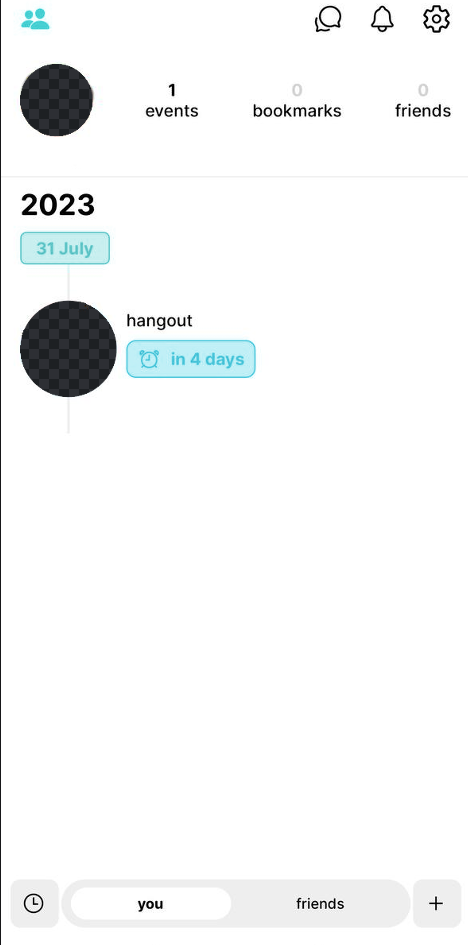 1 0 0
events bookmarks friends
2023
31 July
hangout
in 4 days
you friends